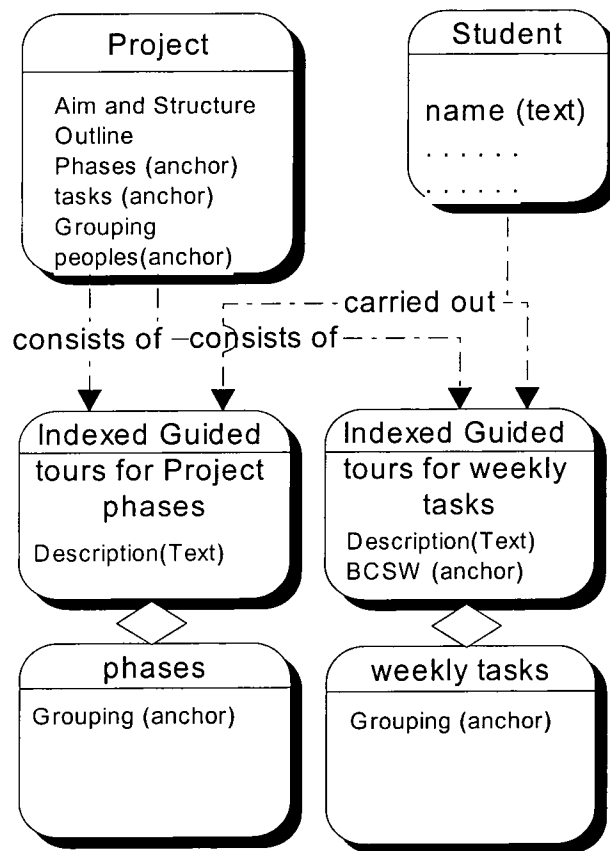 Project
Aim and Structure
Outline
Phases (anchor)
tasks (anchor)
Grouping
peoples(anchor)
Student
name (text)
. . . . . .
. . . . . .
carried out
consists of
consists of
Indexed Guided
tours for Project
phases
Description(Text)
Indexed Guided
tours for weekly
tasks
Description(Text)
BCSW (anchor)
phases
Grouping (anchor)
weekly tasks
Grouping (anchor)